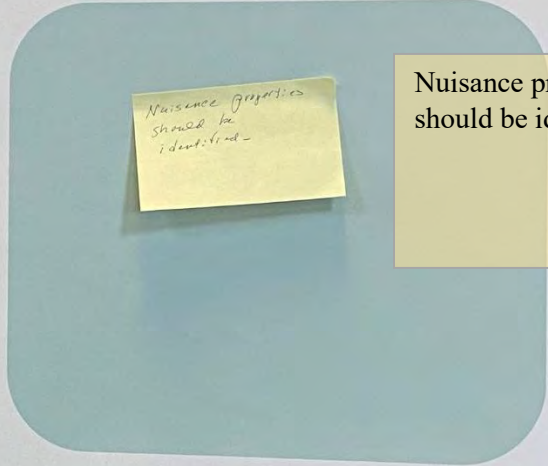 Nuisance properties
should be
identified-
Nuisance pr
should be id